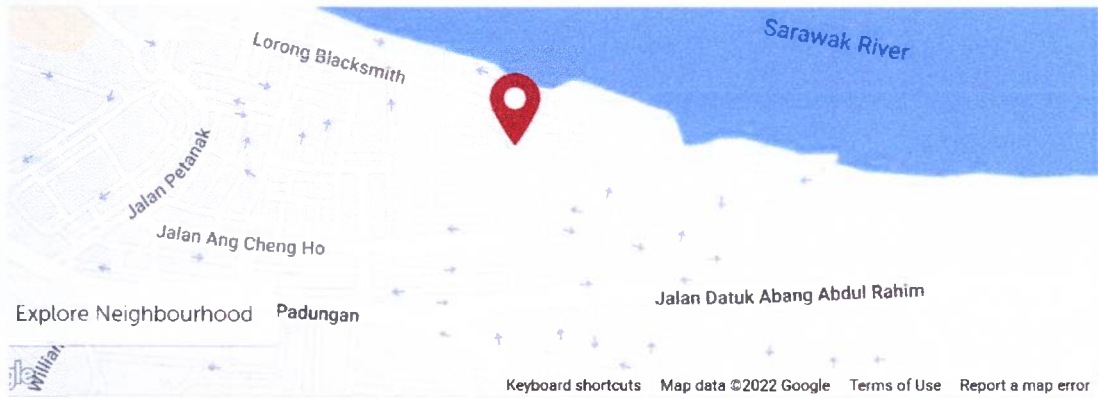 Sarawak River
Lorong Blacksmith
Jalan Petanak
Jalan Ang Cheng Ho
Jalan Datuk Abang Abdul Rahim
Explore Neighbourhood
Padungan
Keyboard shortcuts Map data ©2022 Google Terms of Use Report a map error